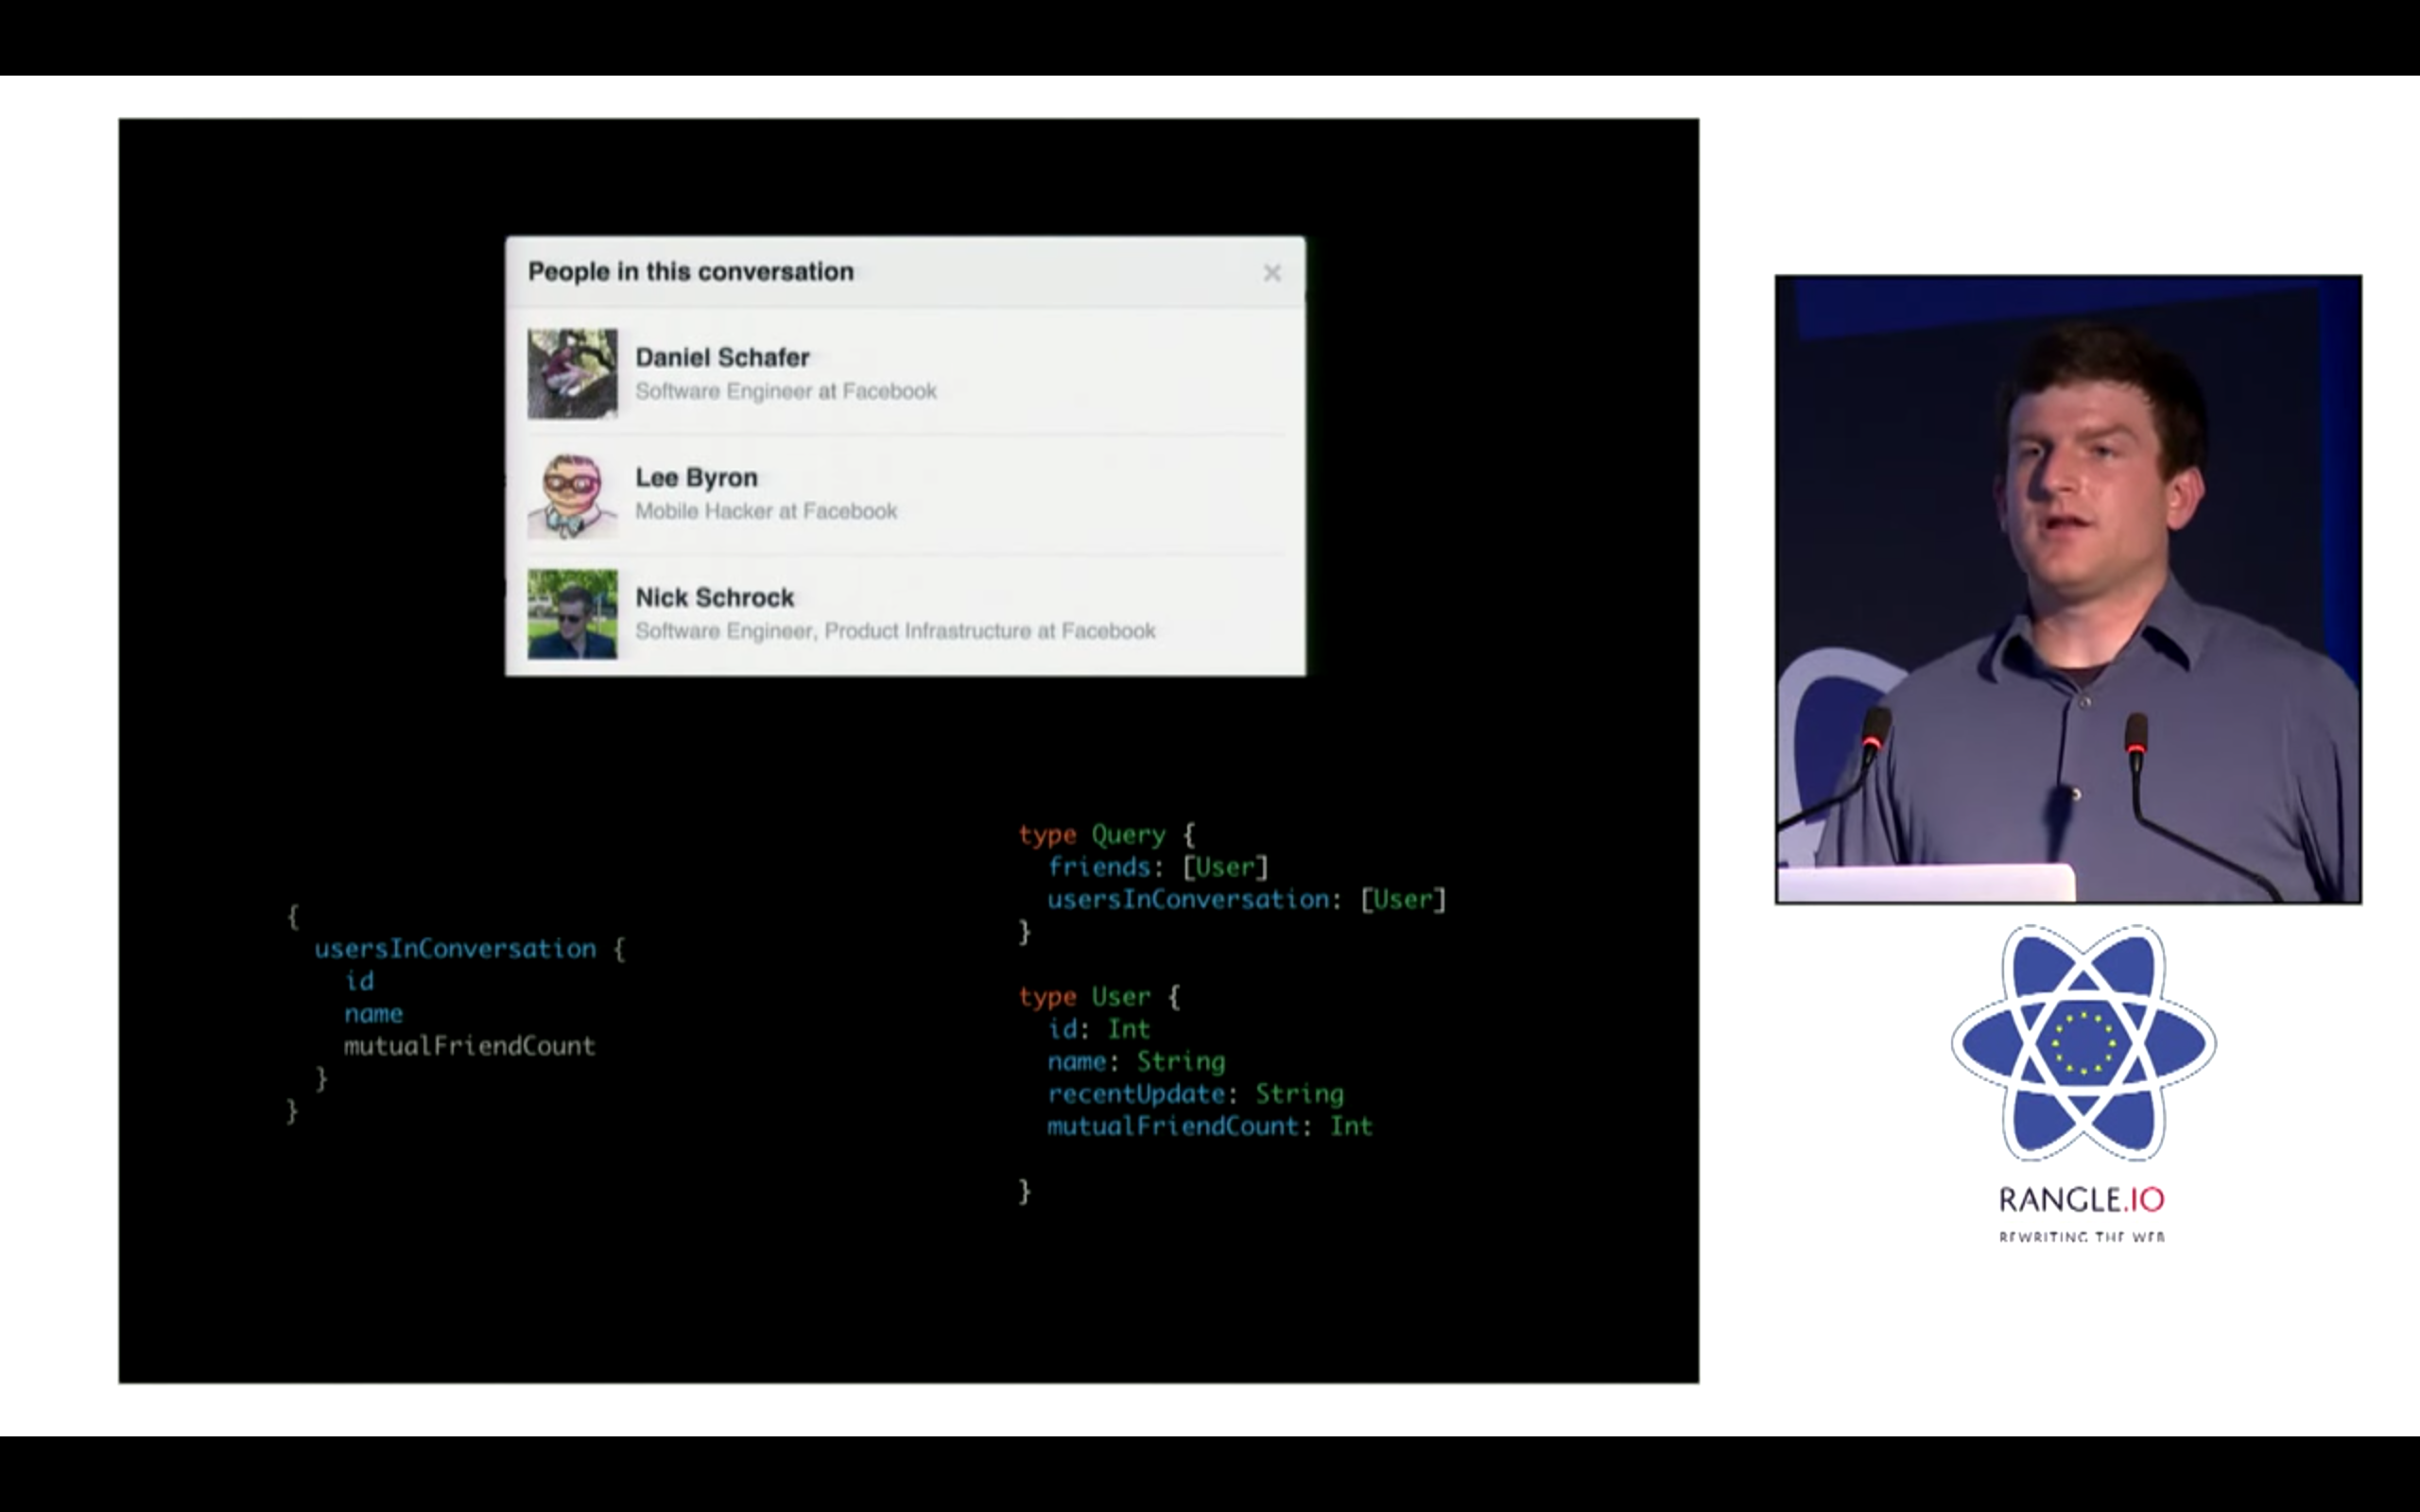 People in this conversation
Daniel Schafer
Software Engineer at Facebook
Lee Byron
Mobile Hacker at Facebook
Nick Schrock
Software Engineer, Product Infrastructure at Facebook
{
usersInConversation {
id
name
mutualFriendCount
}
}
type Query {
friends: [User]
usersInConversation: [User]
}
type User {
id: Int
name: String
recentUpdate: String
mutualFriendCount: Int
}
RANGLE.IO
REWRITING THE WEB